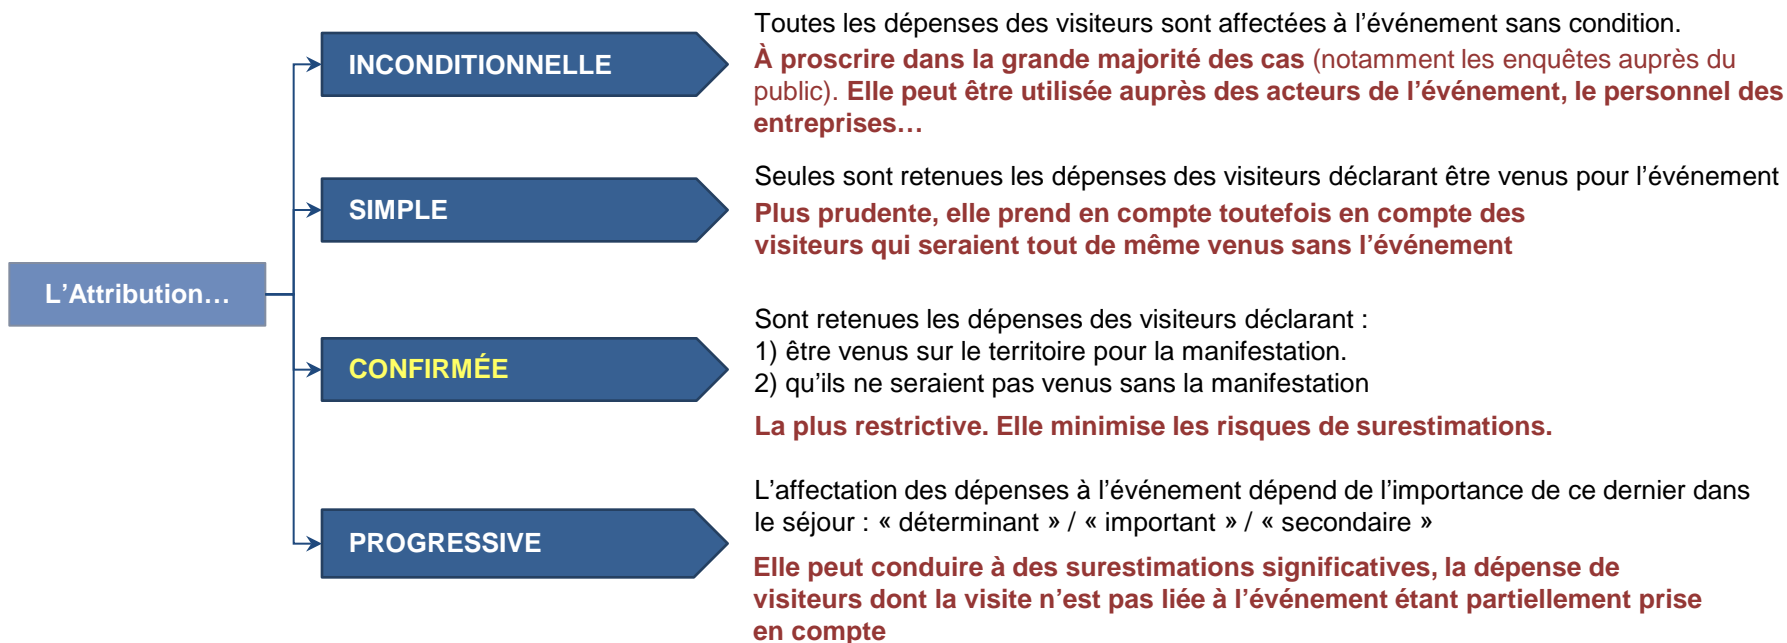 L’Attribution…
INCONDITIONNELLE
Toutes les dépenses des visiteurs sont affectées à l’événement sans condition.
À proscrire dans la grande majorité des cas (notamment les enquêtes auprès du
public). Elle peut être utilisée auprès des acteurs de l’événement, le personnel des
entreprises…
SIMPLE
Seules sont retenues les dépenses des visiteurs déclarant être venus pour l’événement
Plus prudente, elle prend en compte toutefois en compte des
visiteurs qui seraient tout de même venus sans l’événement
CONFIRMÉE
Sont retenues les dépenses des visiteurs déclarant :
1) être venus sur le territoire pour la manifestation.
2) qu’ils ne seraient pas venus sans la manifestation
La plus restrictive. Elle minimise les risques de surestimations.
PROGRESSIVE
L’affectation des dépenses à l’événement dépend de l’importance de ce dernier dans
le séjour : « déterminant » / « important » / « secondaire »
Elle peut conduire à des surestimations significatives, la dépense de
visiteurs dont la visite n’est pas liée à l’événement étant partiellement prise
en compte